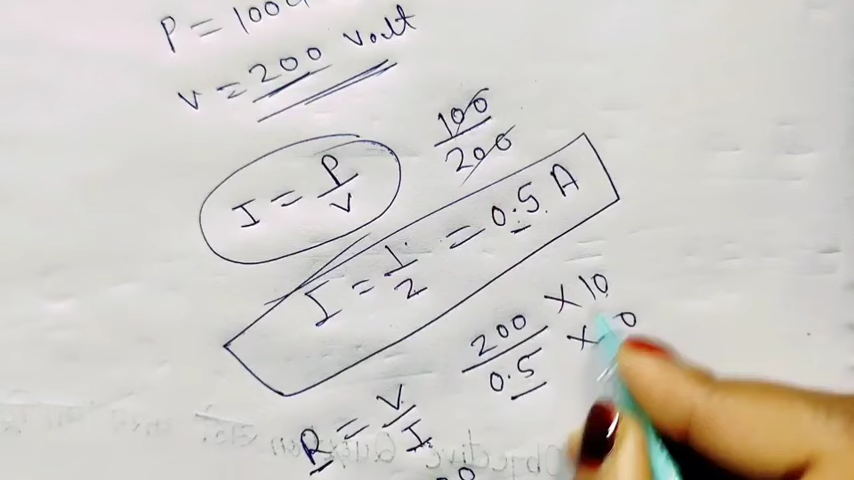 P = 100
V = 200 Volt
100/200
I = P/V
I = 1/2 = 0.5 A
200/0.5 × 10
R = V/I